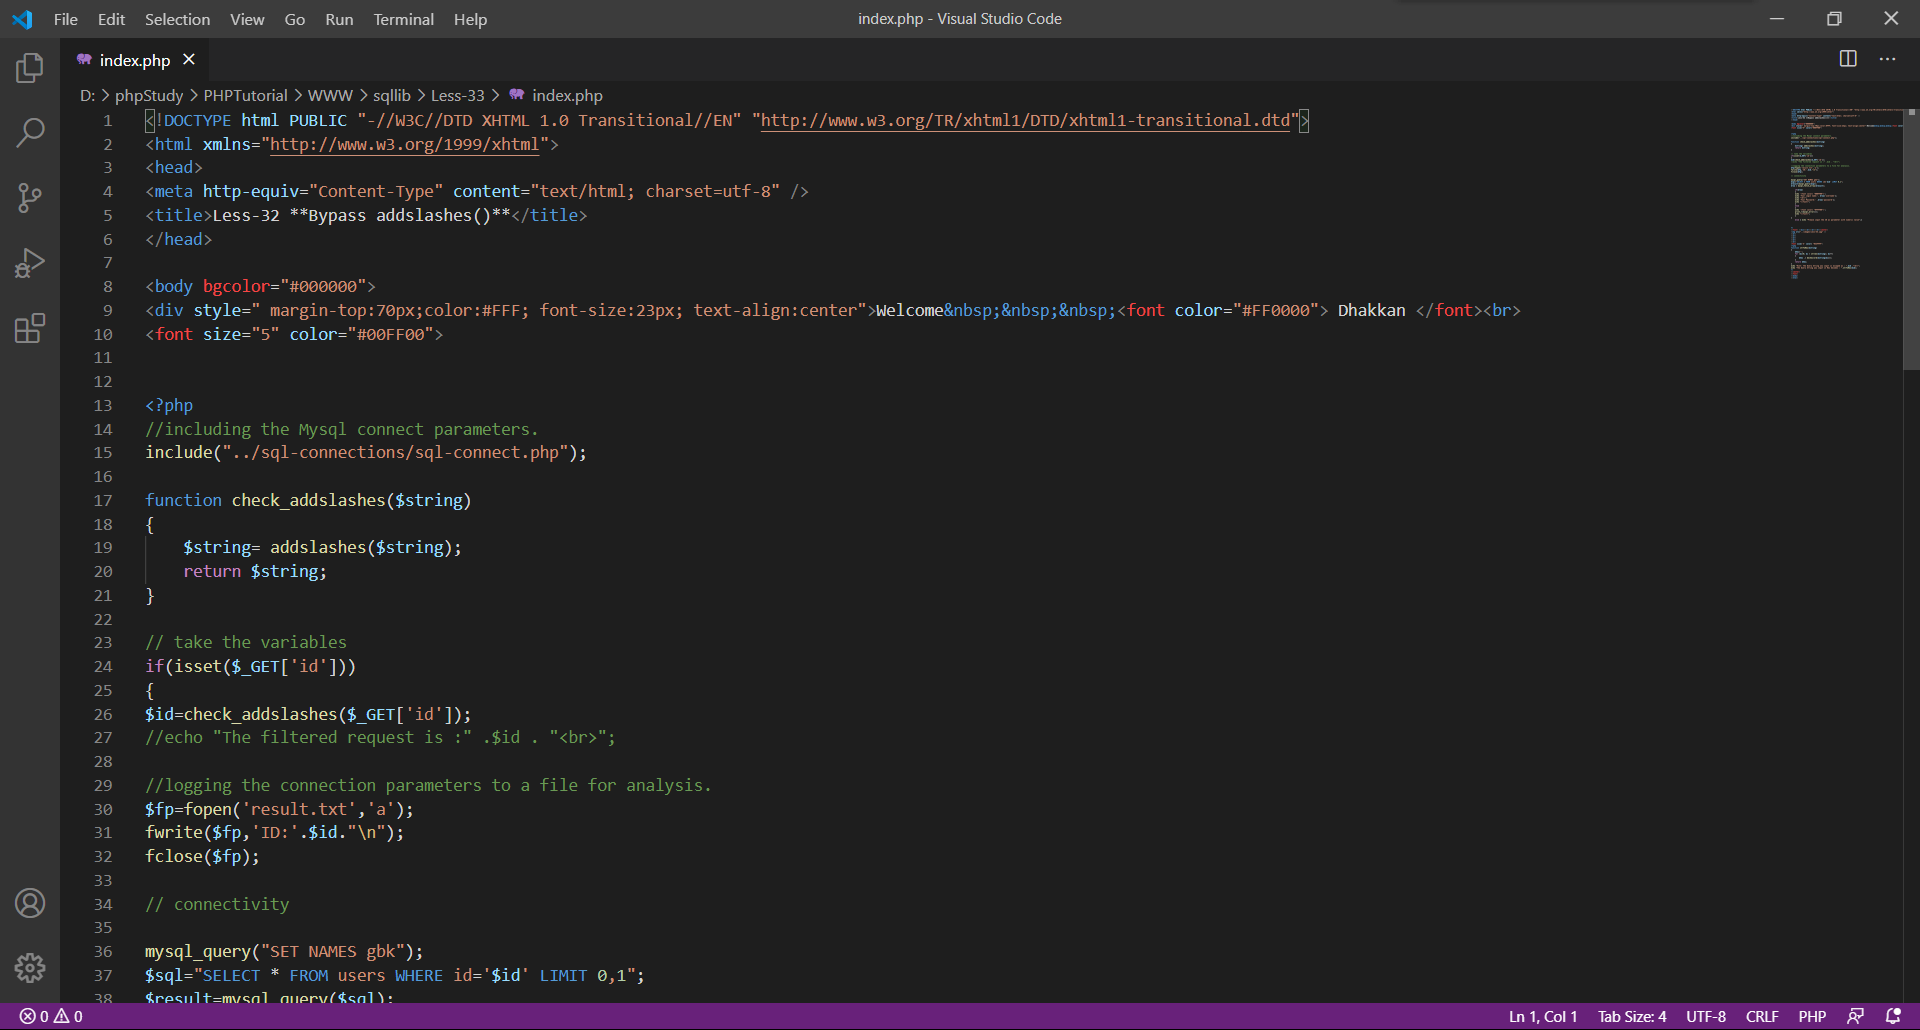 File Edit Selection View Go Run Terminal Help index.php - Visual Studio Code
index.php
D: > phpStudy > PHPTutorial > WWW > sqllib > Less-33 > index.php
1 <!DOCTYPE html PUBLIC "-//W3C//DTD XHTML 1.0 Transitional//EN" "http://www.w3.org/TR/xhtml1/DTD/xhtml1-transitional.dtd">
2 <html xmlns="http://www.w3.org/1999/xhtml">
3 <head>
4 <meta http-equiv="Content-Type" content="text/html; charset=utf-8" />
5 <title>Less-32 **Bypass addslashes()**</title>
6 </head>
7
8 <body bgcolor="#000000">
9 <div style=" margin-top:70px;color:#FFF; font-size:23px; text-align:center">Welcome&nbsp;&nbsp;&nbsp;<font color="#FF0000"> Dhakkan </font><br>
10 <font size="5" color="#00FF00">
11
12
13 <?php
14 //including the Mysql connect parameters.
15 include("../sql-connections/sql-connect.php");
16
17 function check_addslashes($string)
18 {
19     $string= addslashes($string);
20     return $string;
21 }
22
23 // take the variables
24 if(isset($_GET['id']))
25 {
26 $id=check_addslashes($_GET['id']);
27 //echo "The filtered request is :" .$id . "<br>";
28
29 //logging the connection parameters to a file for analysis.
30 $fp=fopen('result.txt','a');
31 fwrite($fp,'ID:'.$id."\n");
32 fclose($fp);
33
34 // connectivity
35
36 mysql_query("SET NAMES gbk");
37 $sql="SELECT * FROM users WHERE id='$id' LIMIT 0,1";
38 $result=mysql_query($sql);
0 0 Ln 1, Col 1 Tab Size: 4 UTF-8 CRLF PHP